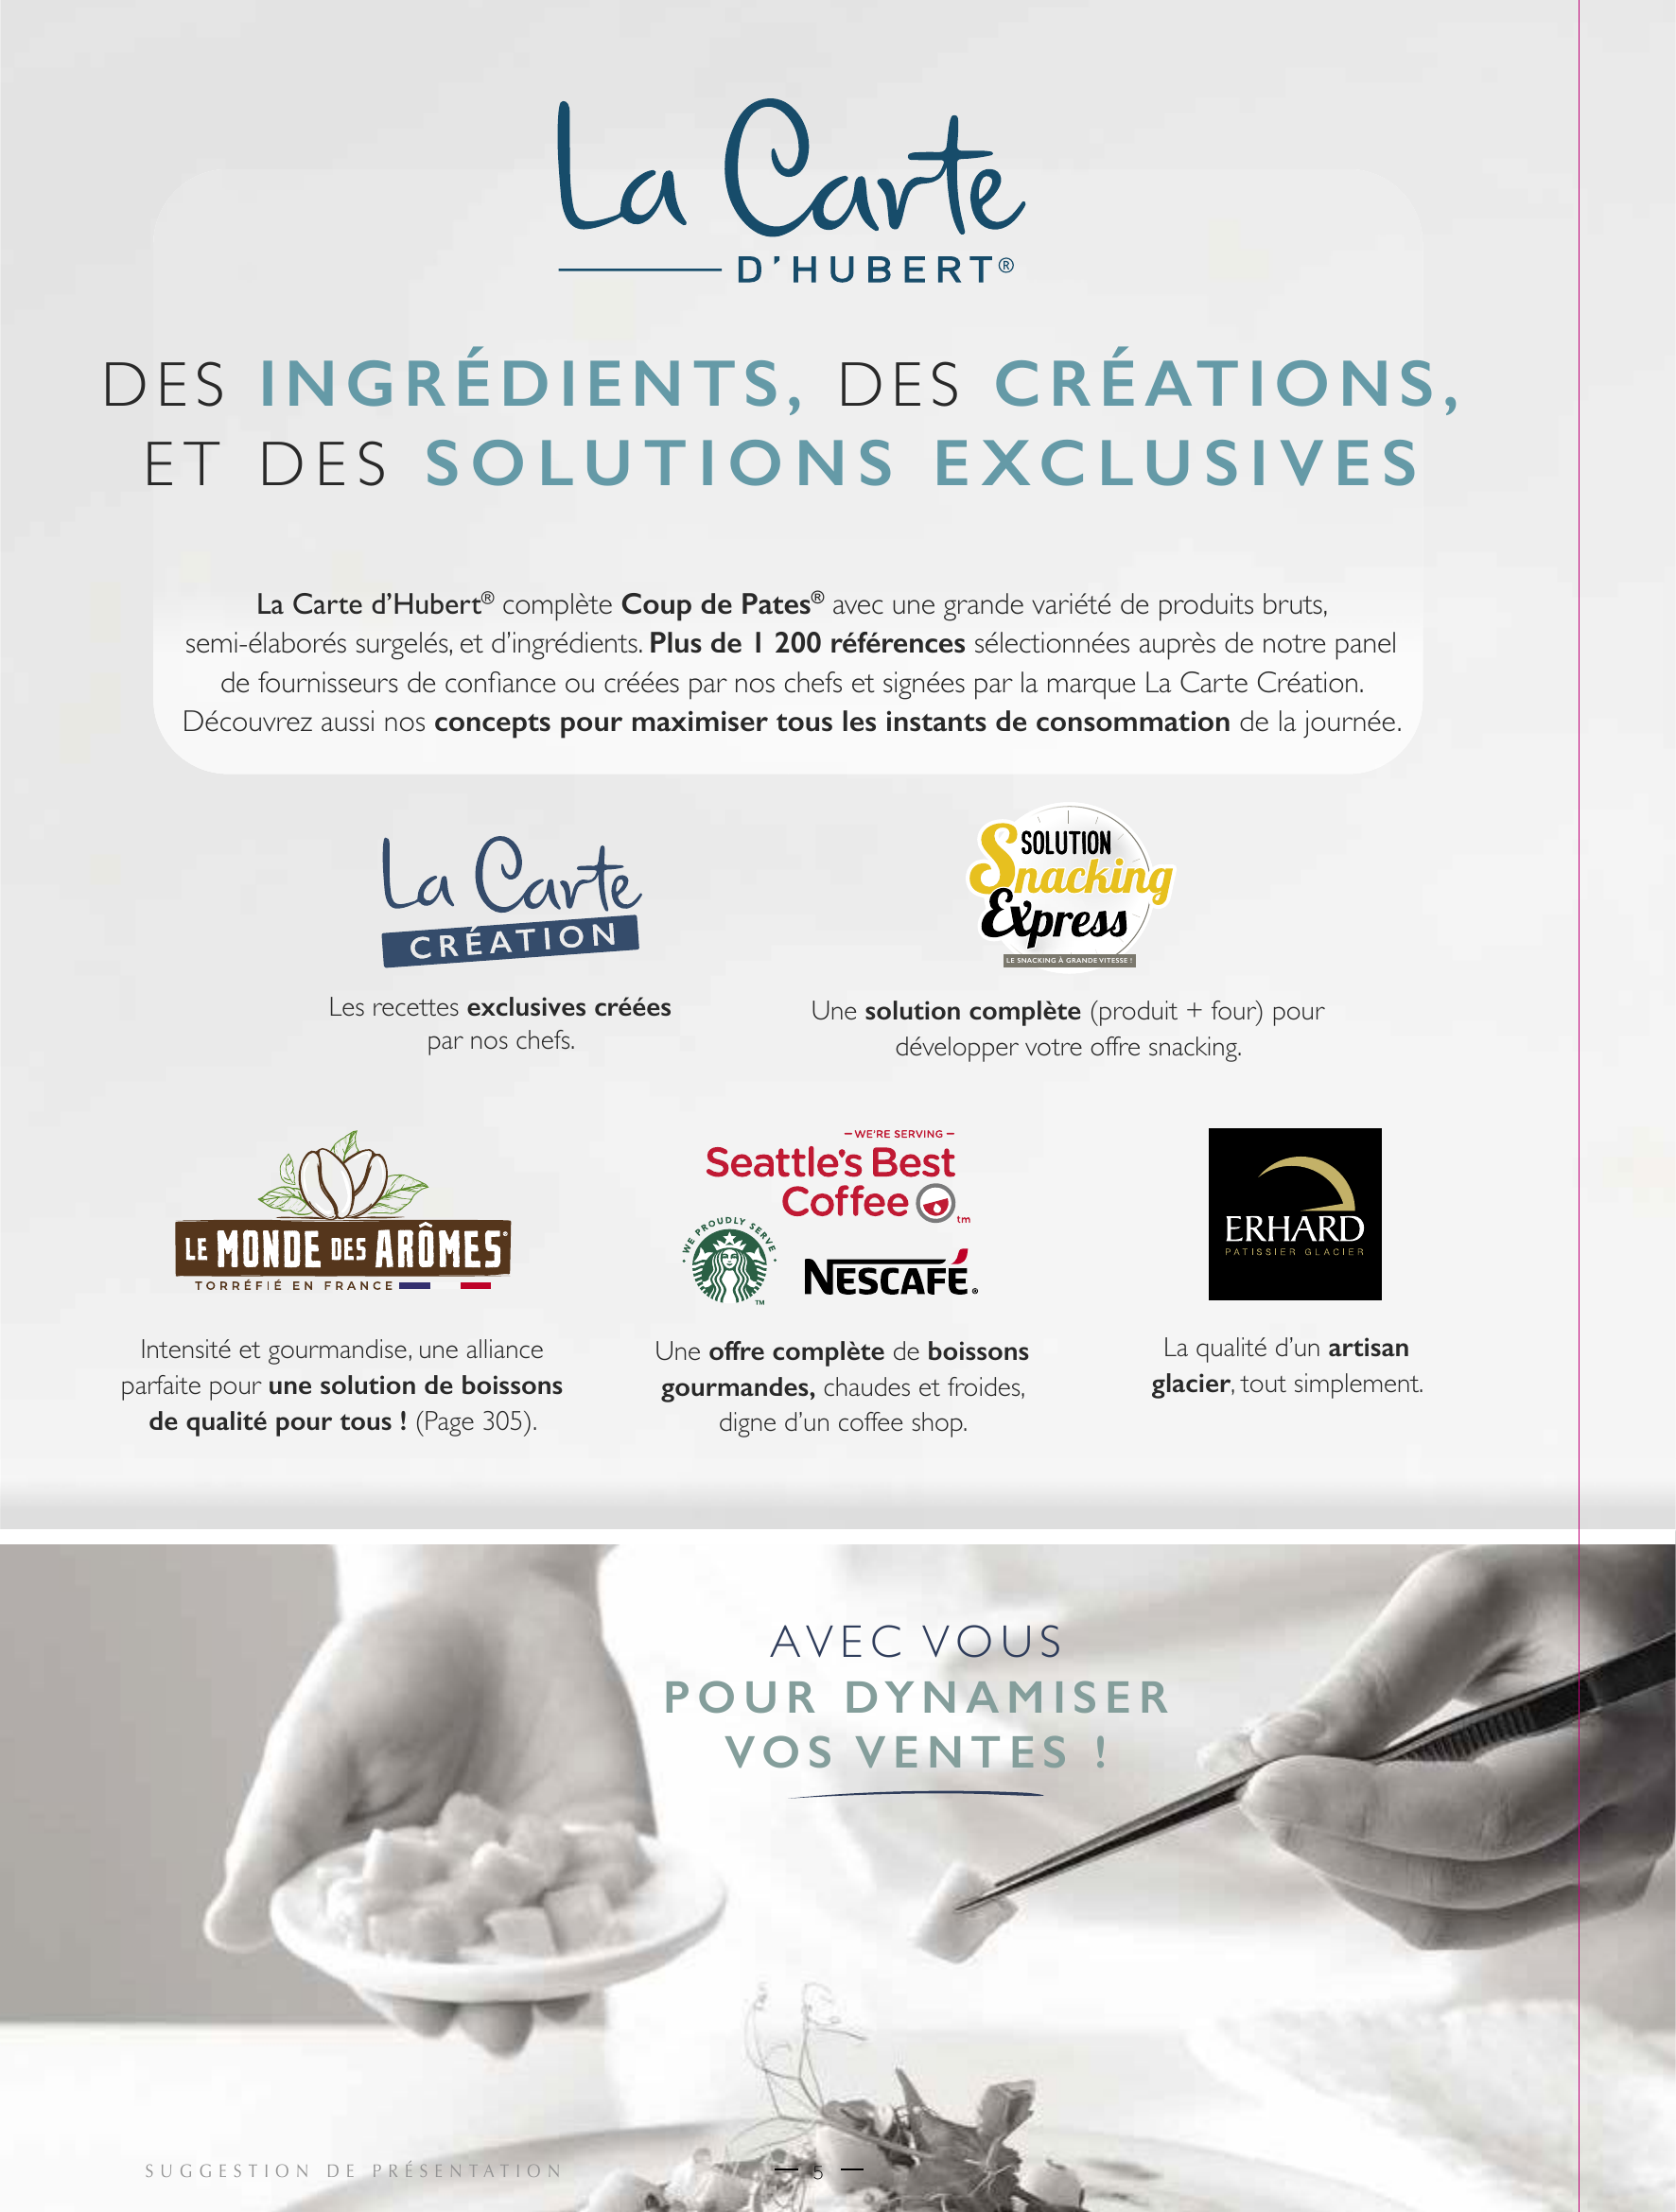 La Carte
D'HUBERT®
DES INGRÉDIENTS, DES CRÉATIONS,
ET DES SOLUTIONS EXCLUSIVES
La Carte d'Hubert® complète Coup de Pates® avec une grande variété de produits bruts,
semi-élaborés surgelés, et d'ingrédients. Plus de 1 200 références sélectionnées auprès de notre panel
de fournisseurs de confiance ou créées par nos chefs et signées par la marque La Carte Création.
Découvrez aussi nos concepts pour maximiser tous les instants de consommation de la journée.
La Carte
CRÉATION
Les recettes exclusives créées
par nos chefs.
SOLUTION
Snacking
Express
LE SNACKING À GRANDE VITESSE !
Une solution complète (produit + four) pour
développer votre offre snacking.
LE MONDE DES ARÔMES®
TORRÉFIÉ EN FRANCE
Intensité et gourmandise, une alliance
parfaite pour une solution de boissons
de qualité pour tous ! (Page 305).
– WE'RE SERVING –
Seattle's Best
Coffee tm
• WE PROUDLY SERVE •
TM
NESCAFÉ®
Une offre complète de boissons
gourmandes, chaudes et froides,
digne d'un coffee shop.
ERHARD
PATISSIER GLACIER
La qualité d'un artisan
glacier, tout simplement.
AVEC VOUS
POUR DYNAMISER
VOS VENTES !
SUGGESTION DE PRÉSENTATION
— 5 —